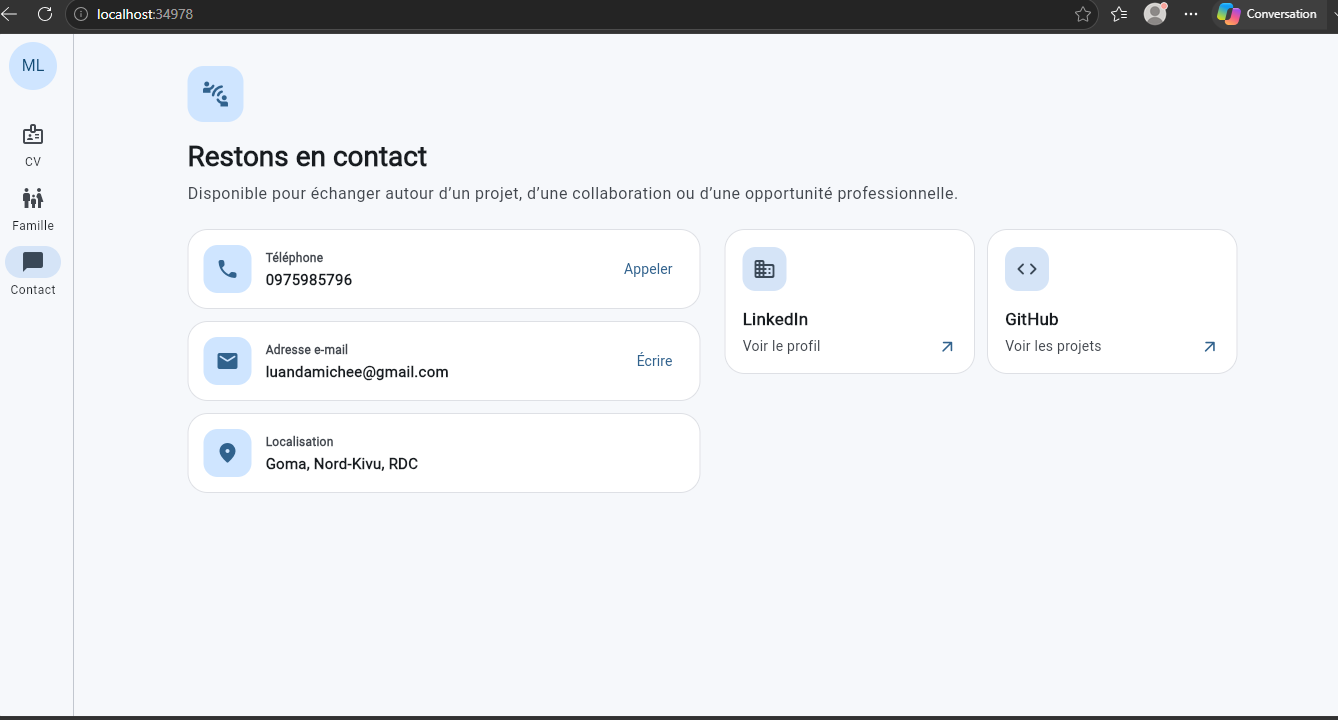 localhost:34978
Conversation
ML
CV
Famille
Contact
Restons en contact
Disponible pour échanger autour d’un projet, d’une collaboration ou d’une opportunité professionnelle.
Téléphone
0975985796
Appeler
Adresse e-mail
luandamichee@gmail.com
Écrire
Localisation
Goma, Nord-Kivu, RDC
LinkedIn
Voir le profil
GitHub
Voir les projets